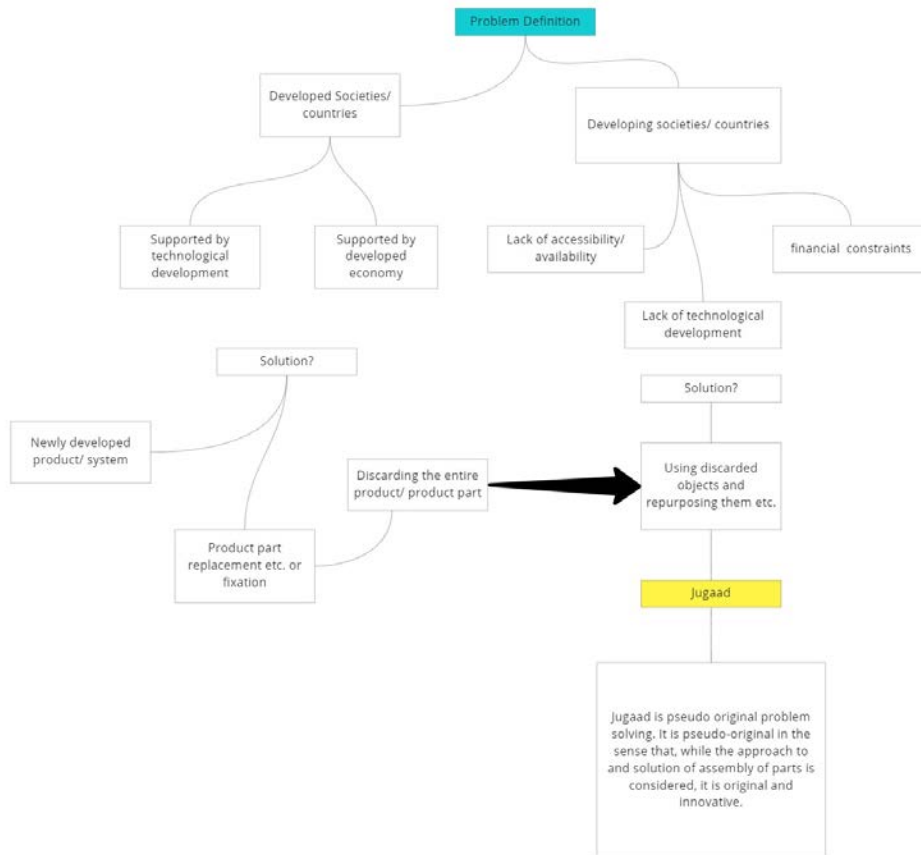 Problem Definition
Developed Societies/
countries
Developing societies/ countries
Supported by
technological
development
Supported by
developed
economy
Lack of accessibility/
availability
financial constraints
Lack of technological
development
Solution?
Solution?
Newly developed
product/ system
Discarding the entire
product/ product part
Using discarded
objects and
repurposing them etc.
Product part
replacement etc. or
fixation
Jugaad
Jugaad is pseudo original problem
solving. It is pseudo-original in the
sense that, while the approach to
and solution of assembly of parts is
considered, it is original and
innovative.